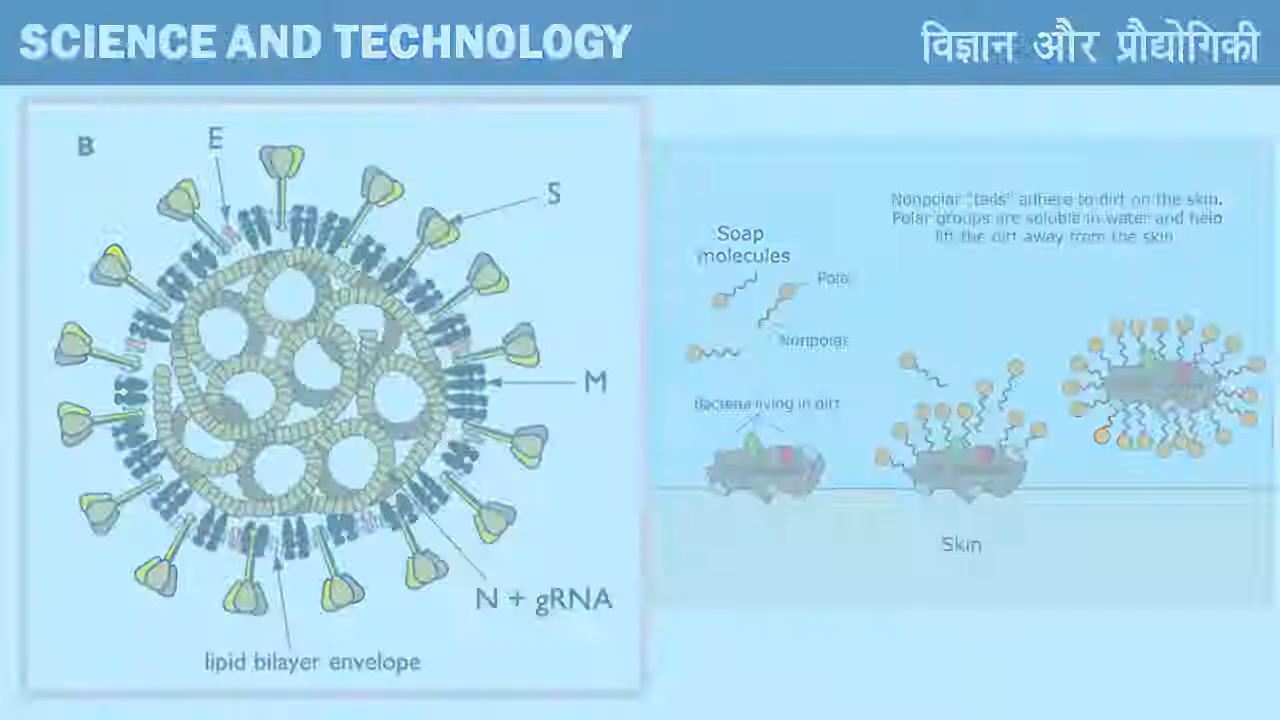 SCIENCE AND TECHNOLOGY
विज्ञान और प्रौद्योगिकी
B
E
S
M
N + gRNA
lipid bilayer envelope
Nonpolar "tails" adhere to dirt on the skin.
Polar groups are soluble in water and help
lift the dirt away from the skin
Soap
molecules
Polar
Nonpolar
Bacteria living in dirt
Skin